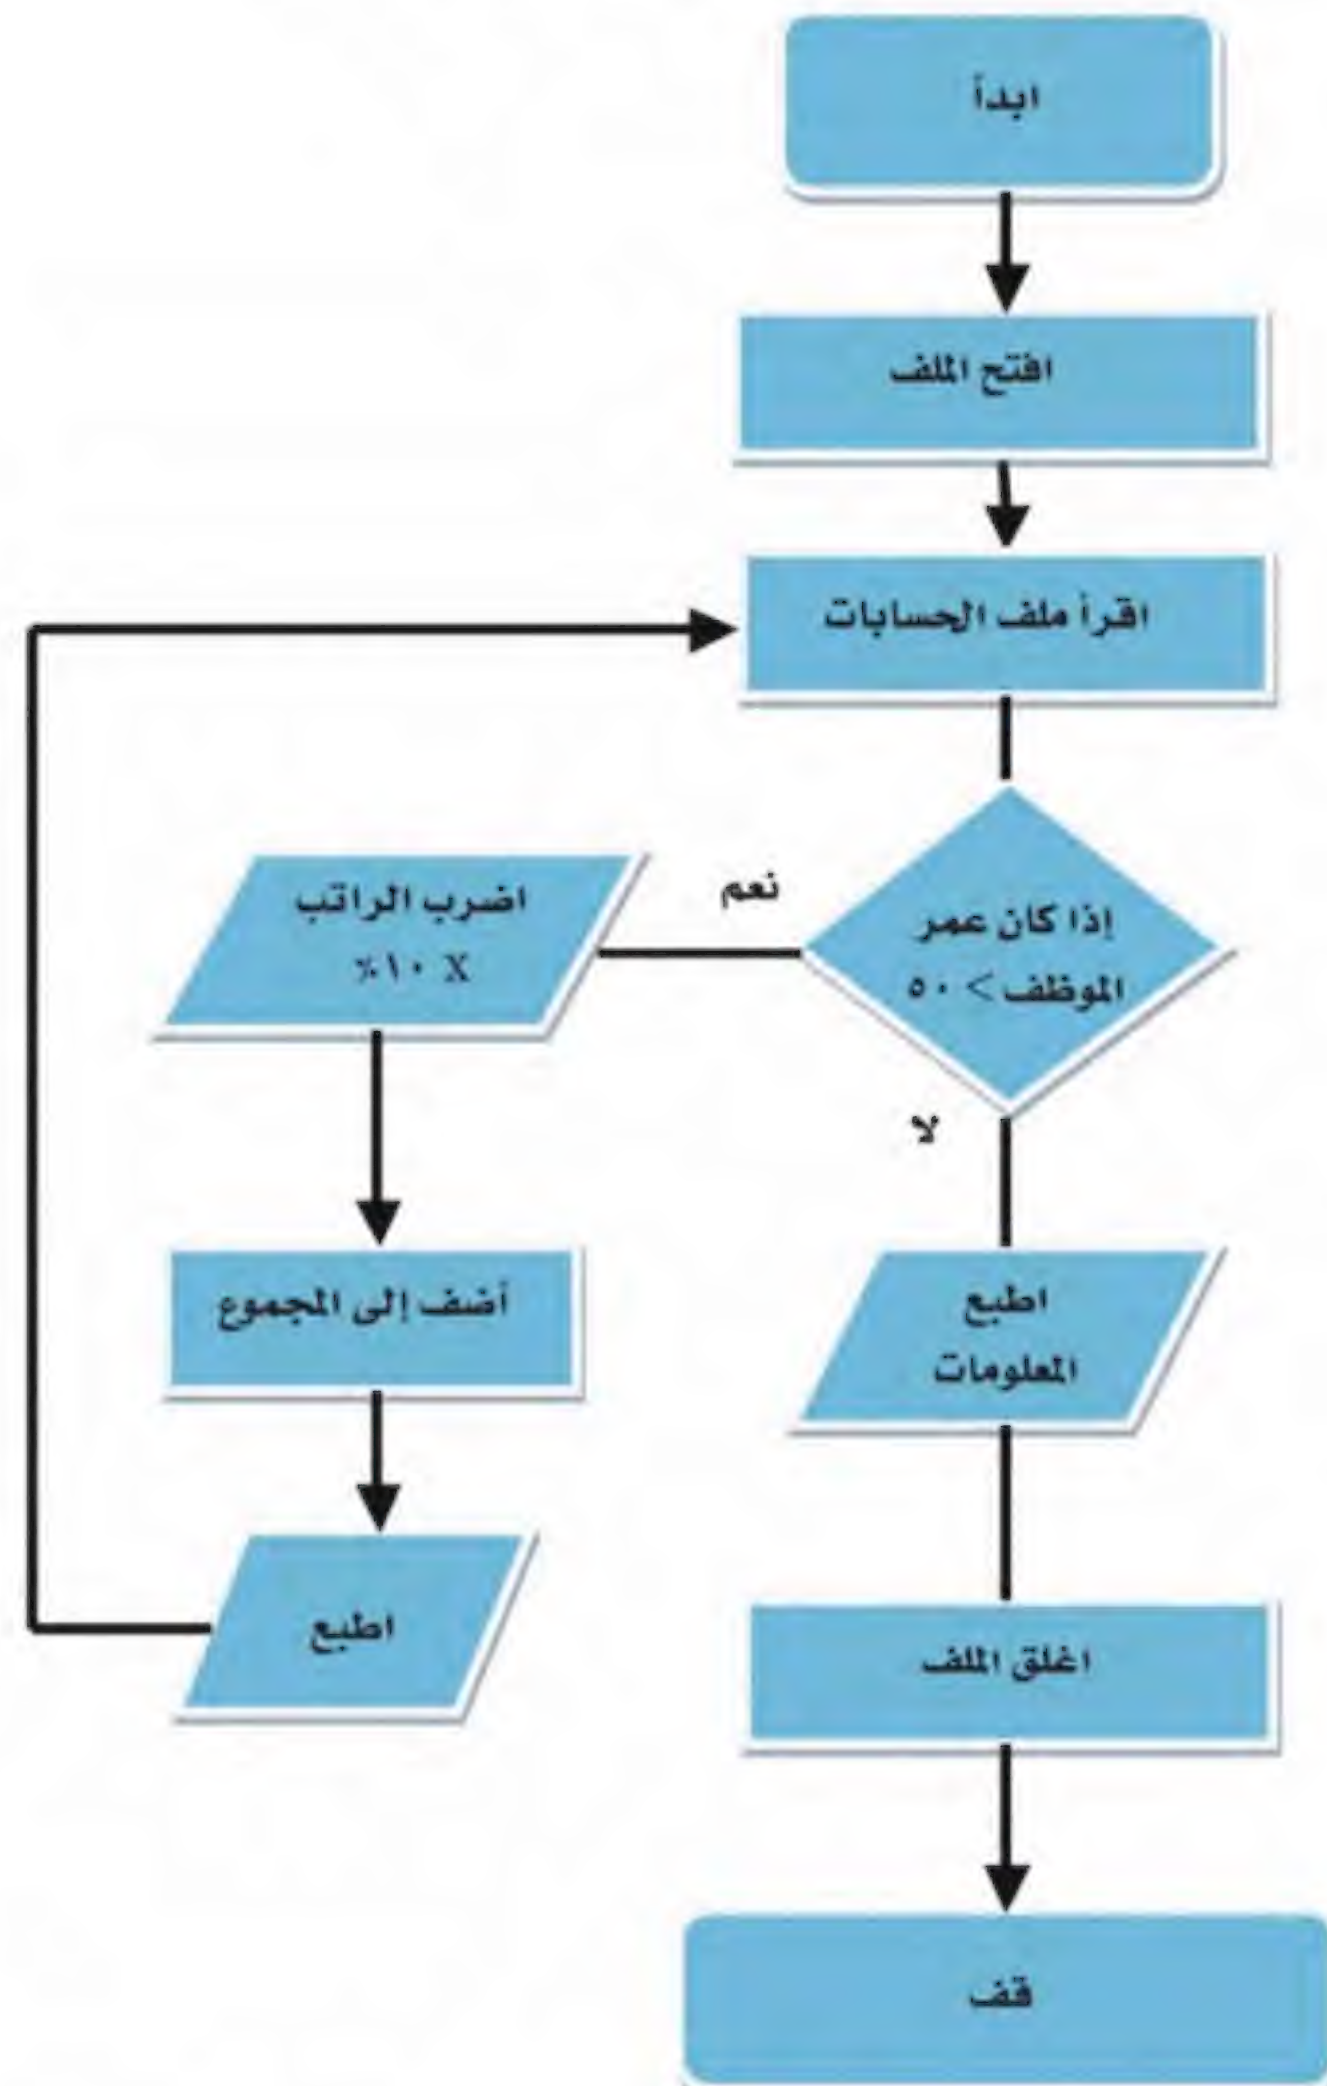 ابدأ
افتح الملف
اقرأ ملف الحسابات
إذا كان عمر
الموظف > ٥٠
نعم
اضرب الراتب
X ١٠%
أضف إلى المجموع
اطبع
لا
اطبع
المعلومات
اغلق الملف
قف